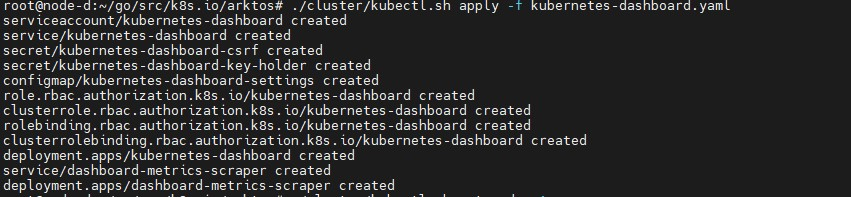 root@node-d:~/go/src/k8s.io/arktos# ./cluster/kubectl.sh apply -f kubernetes-dashboard.yaml
serviceaccount/kubernetes-dashboard created
service/kubernetes-dashboard created
secret/kubernetes-dashboard-csrf created
secret/kubernetes-dashboard-key-holder created
configmap/kubernetes-dashboard-settings created
role.rbac.authorization.k8s.io/kubernetes-dashboard created
clusterrole.rbac.authorization.k8s.io/kubernetes-dashboard created
rolebinding.rbac.authorization.k8s.io/kubernetes-dashboard created
clusterrolebinding.rbac.authorization.k8s.io/kubernetes-dashboard created
deployment.apps/kubernetes-dashboard created
service/dashboard-metrics-scraper created
deployment.apps/dashboard-metrics-scraper created